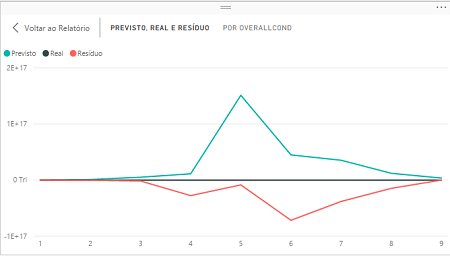 Voltar ao Relatório PREVISTO, REAL E RESÍDUO POR OVERALLCOND
Previsto Real Resíduo
2E+17
1E+17
0 Tri
-1E+17
1 2 3 4 5 6 7 8 9